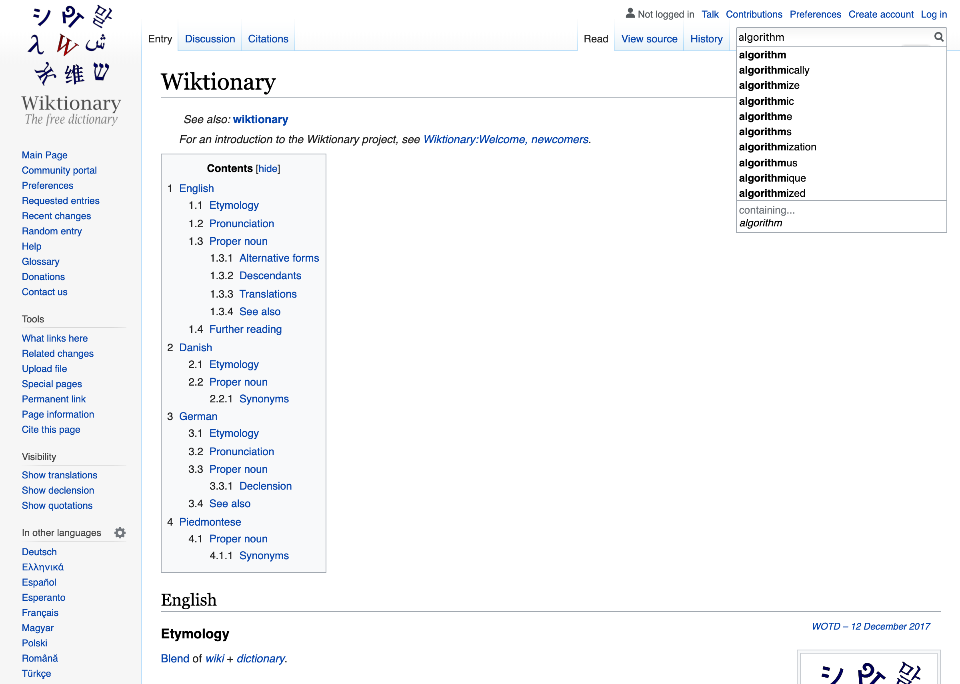 シ Պ 말
λ W ش
ጙ 维 ש
Wiktionary
The free dictionary
Not logged in Talk Contributions Preferences Create account Log in
Entry Discussion Citations Read View source History
algorithm
algorithm
algorithmically
algorithmize
algorithmic
algorithme
algorithms
algorithmization
algorithmus
algorithmique
algorithmized
containing...
algorithm
Main Page
Community portal
Preferences
Requested entries
Recent changes
Random entry
Help
Glossary
Donations
Contact us
Tools
What links here
Related changes
Upload file
Special pages
Permanent link
Page information
Cite this page
Visibility
Show translations
Show declension
Show quotations
In other languages
Deutsch
Ελληνικά
Español
Esperanto
Français
Magyar
Polski
Română
Türkçe
Wiktionary
See also: wiktionary
For an introduction to the Wiktionary project, see Wiktionary:Welcome, newcomers.
Contents [hide]
1 English
1.1 Etymology
1.2 Pronunciation
1.3 Proper noun
1.3.1 Alternative forms
1.3.2 Descendants
1.3.3 Translations
1.3.4 See also
1.4 Further reading
2 Danish
2.1 Etymology
2.2 Proper noun
2.2.1 Synonyms
3 German
3.1 Etymology
3.2 Pronunciation
3.3 Proper noun
3.3.1 Declension
3.4 See also
4 Piedmontese
4.1 Proper noun
4.1.1 Synonyms
English
WOTD – 12 December 2017
Etymology
Blend of wiki + dictionary.